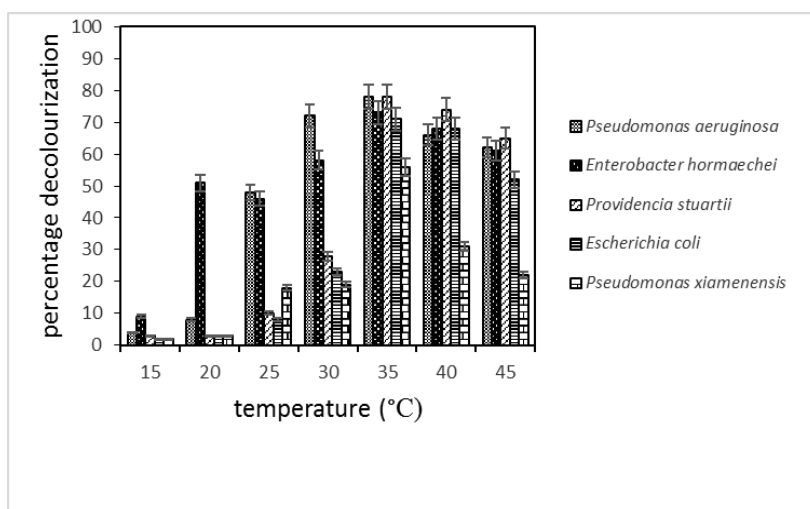 100
90
80
70
60
50
40
30
20
10
0
percentage decolourization
15 20 25 30 35 40 45
temperature (°C)
Pseudomonas aeruginosa
Enterobacter hormaechei
Providencia stuartii
Escherichia coli
Pseudomonas xiamenensis